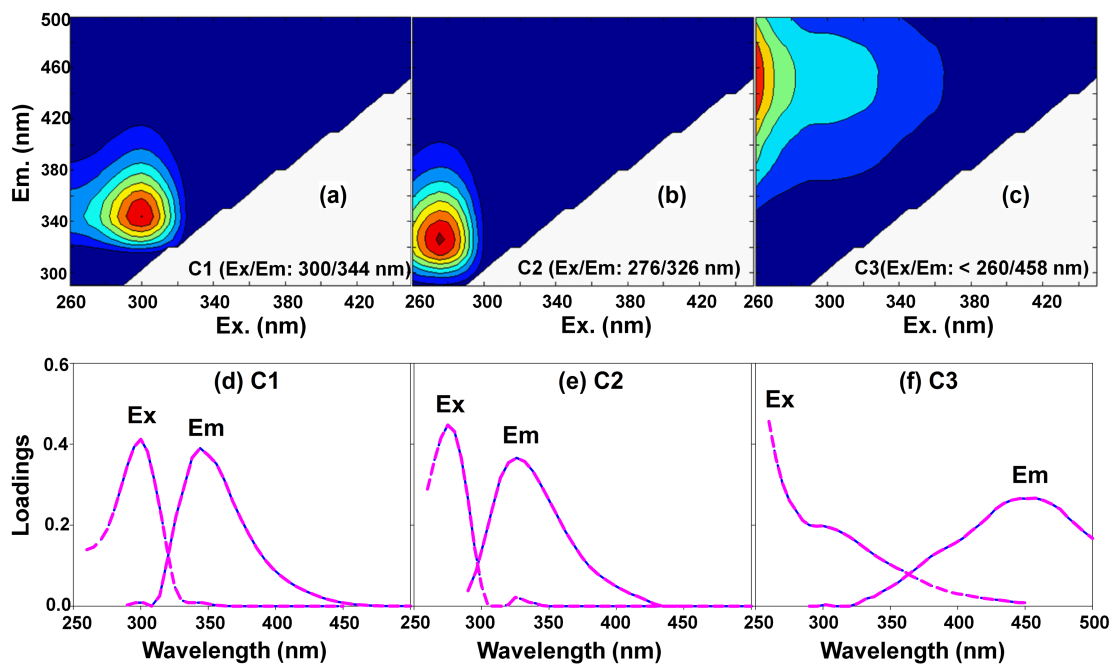 500
460
420
380
340
300
Em. (nm)
(a)
(b)
(c)
C1 (Ex/Em: 300/344 nm)
C2 (Ex/Em: 276/326 nm)
C3(Ex/Em: < 260/458 nm)
260 300 340 380 420
260 300 340 380 420
260 300 340 380 420
Ex. (nm)
Ex. (nm)
Ex. (nm)
0.6
0.4
0.2
0.0
Loadings
(d) C1
Ex
Em
(e) C2
Ex
Em
(f) C3
Ex
Em
250 300 350 400 450
250 300 350 400 450
250 300 350 400 450 500
Wavelength (nm)
Wavelength (nm)
Wavelength (nm)